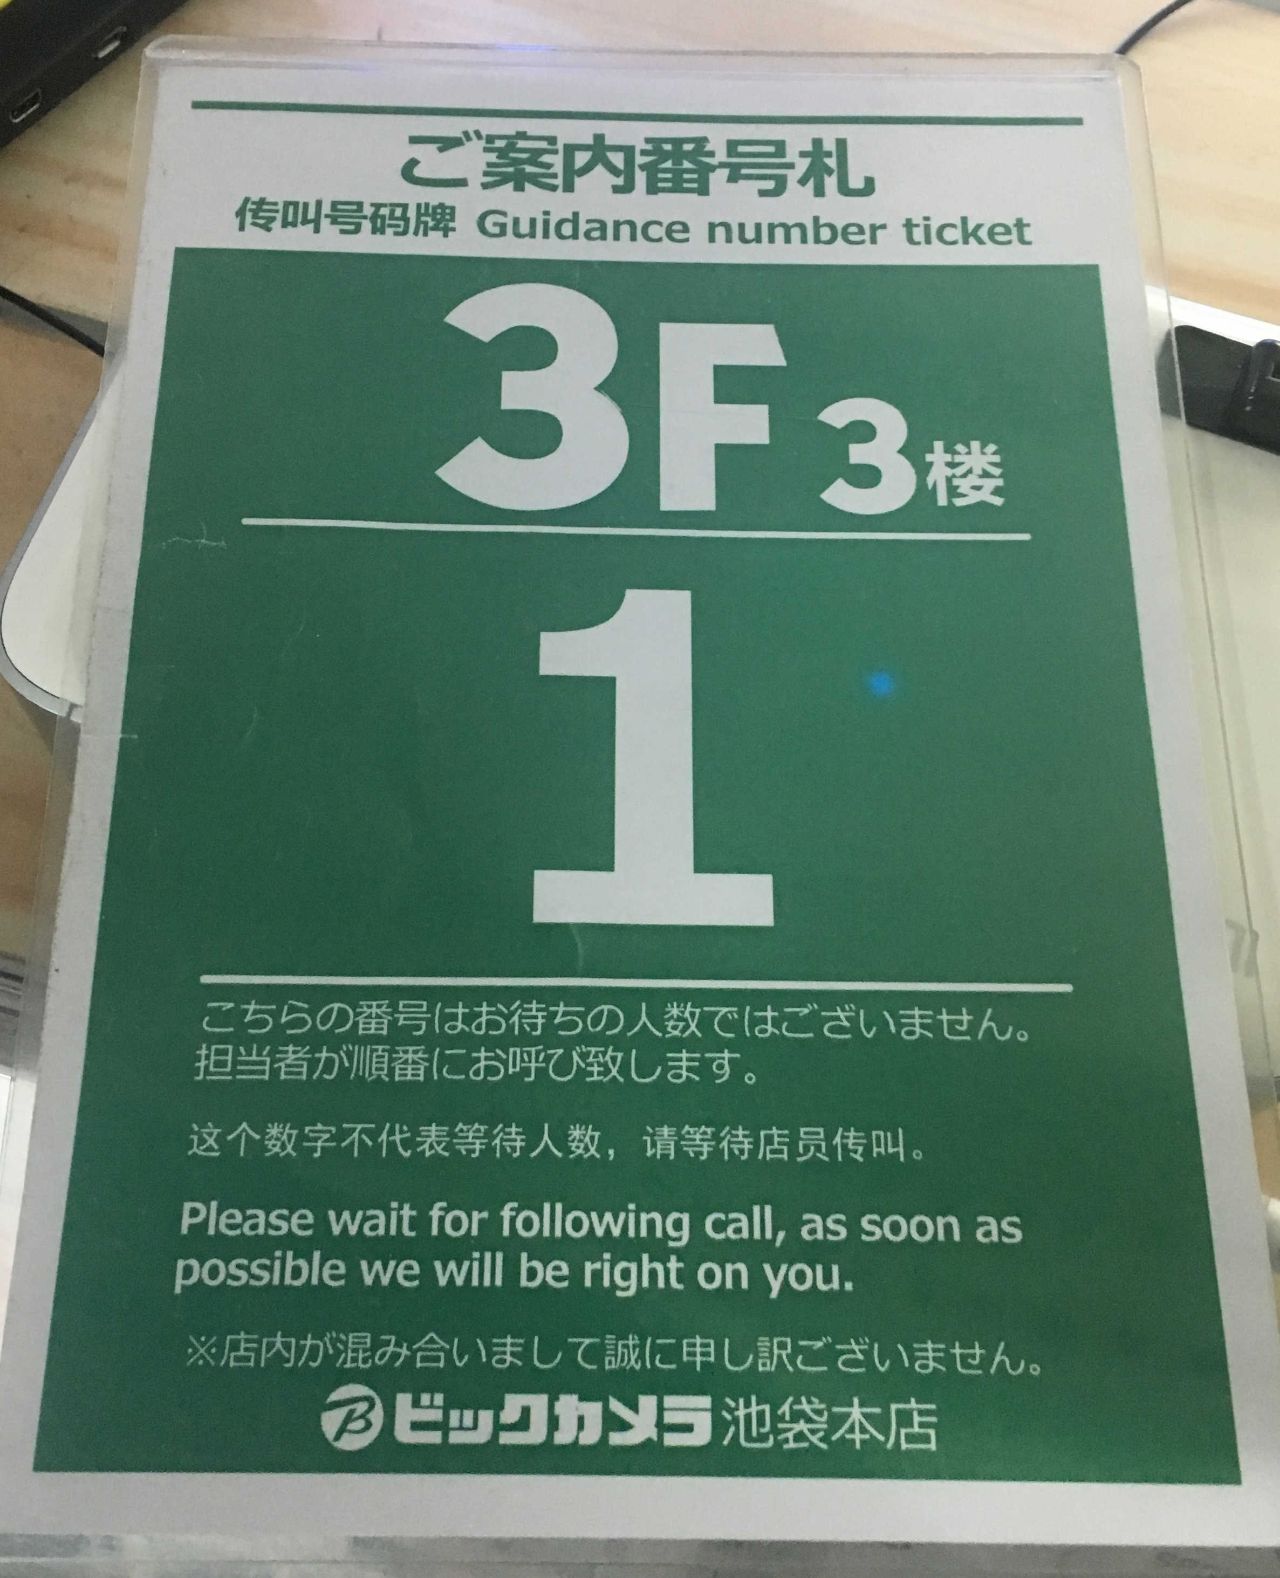 ご案内番号札
传叫号码牌 Guidance number ticket
3F 3楼
1
こちらの番号はお待ちの人数ではございません。
担当者が順番にお呼び致します。
这个数字不代表等待人数，请等待店员传叫。
Please wait for following call, as soon as
possible we will be right on you.
※店内が混み合いまして誠に申し訳ございません。
B ビックカメラ池袋本店